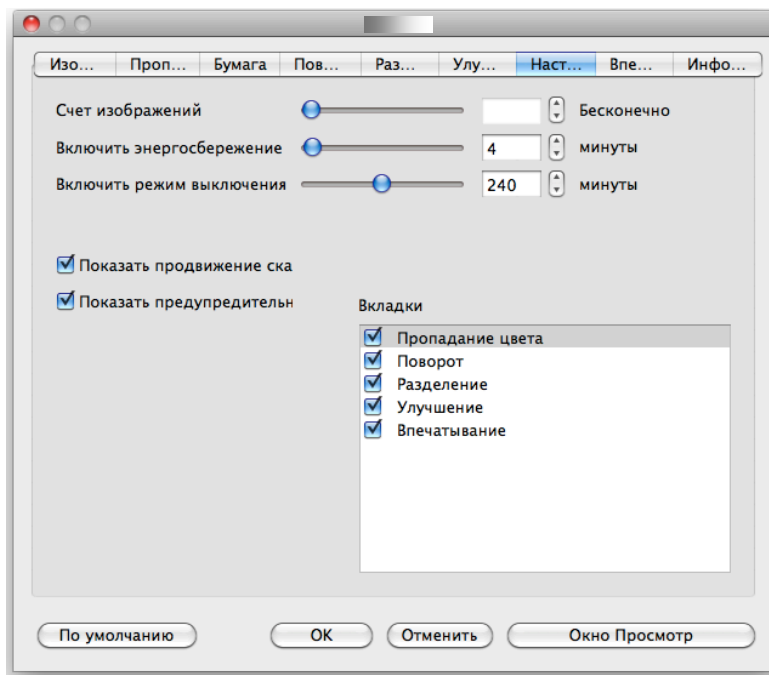 Изо... Проп... Бумага Пов... Раз... Улу... Наст... Впе... Инфо...
Счет изображений Бесконечно
Включить энергосбережение 4 минуты
Включить режим выключения 240 минуты
Показать продвижение ска
Показать предупредительн
Вкладки
Пропадание цвета
Поворот
Разделение
Улучшение
Впечатывание
По умолчанию OK Отменить Окно Просмотр